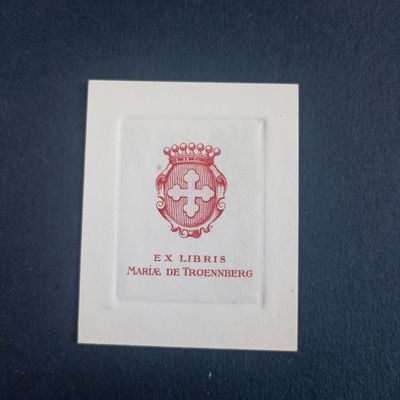 EX LIBRIS
MARIÆ DE TROENNBERG